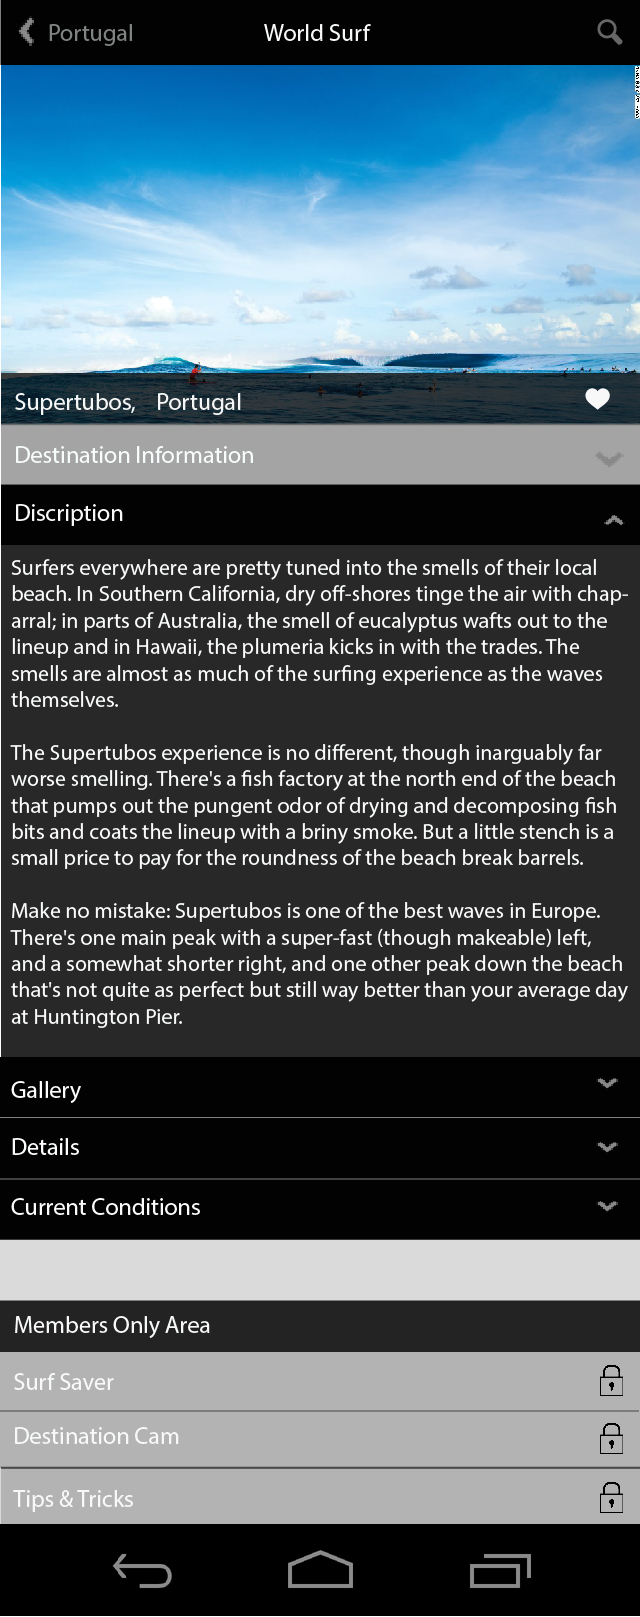 Portugal World Surf
Supertubos, Portugal
Destination Information
Discription
Surfers everywhere are pretty tuned into the smells of their local
beach. In Southern California, dry off-shores tinge the air with chap-
arral; in parts of Australia, the smell of eucalyptus wafts out to the
lineup and in Hawaii, the plumeria kicks in with the trades. The
smells are almost as much of the surfing experience as the waves
themselves.
The Supertubos experience is no different, though inarguably far
worse smelling. There's a fish factory at the north end of the beach
that pumps out the pungent odor of drying and decomposing fish
bits and coats the lineup with a briny smoke. But a little stench is a
small price to pay for the roundness of the beach break barrels.
Make no mistake: Supertubos is one of the best waves in Europe.
There's one main peak with a super-fast (though makeable) left,
and a somewhat shorter right, and one other peak down the beach
that's not quite as perfect but still way better than your average day
at Huntington Pier.
Gallery
Details
Current Conditions
Members Only Area
Surf Saver
Destination Cam
Tips & Tricks